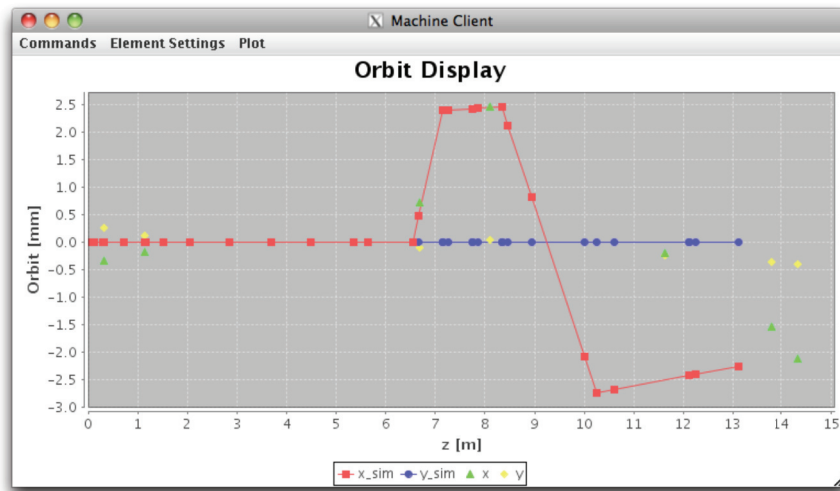 Machine Client
Commands Element Settings Plot
Orbit Display
2.5
2.0
1.5
1.0
0.5
0.0
-0.5
-1.0
-1.5
-2.0
-2.5
-3.0
Orbit [mm]
0 1 2 3 4 5 6 7 8 9 10 11 12 13 14 15
z [m]
x_sim y_sim x y